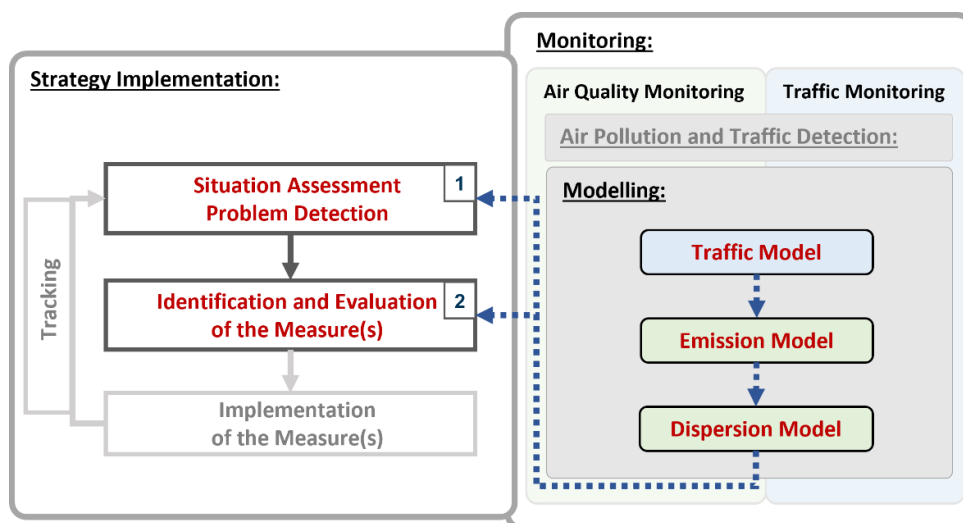 Monitoring:
Strategy Implementation:
Air Quality Monitoring
Traffic Monitoring
Air Pollution and Traffic Detection:
Situation Assessment
Problem Detection
1
Modelling:
Traffic Model
Identification and Evaluation
of the Measure(s)
2
Emission Model
Tracking
Implementation
of the Measure(s)
Dispersion Model